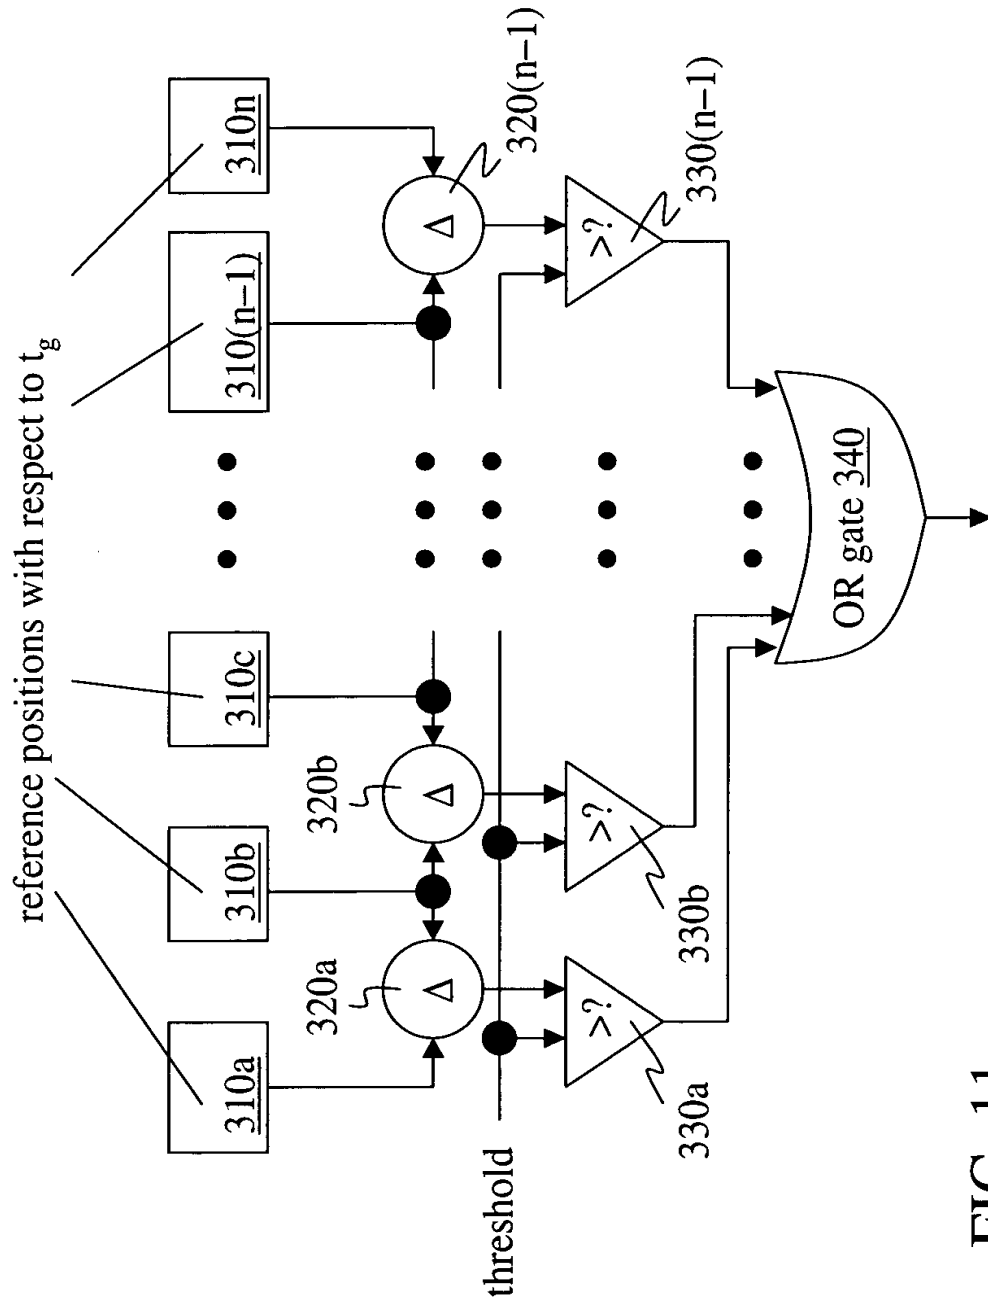 reference positions with respect to tg
310a
310b
310c
310(n−1)
310n
320a
Δ
320b
Δ
Δ
320(n−1)
threshold
>?
330a
>?
330b
>?
330(n−1)
OR gate 340
FIG. 11